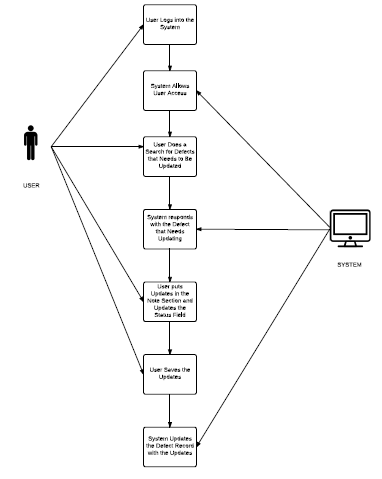 User Logs into the
System
System Allows
User Access
User Does a
Search for Defects
that Needs to Be
Updated
USER
System responds
with the Defect
that Needs
Updating
SYSTEM
User puts
Updates in the
Note Section and
Updates the
Status Field
User Saves the
Updates
System Updates
the Defect Record
with the Updates